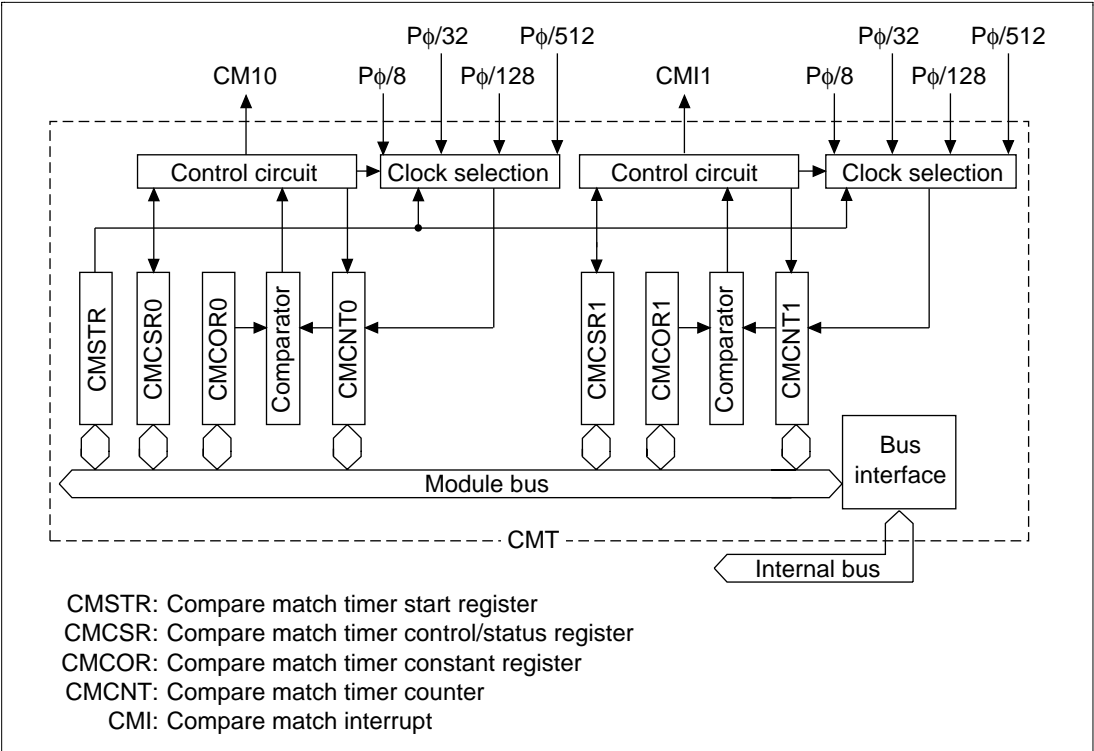 Pϕ/32 Pϕ/512 Pϕ/32 Pϕ/512
CM10 Pϕ/8 Pϕ/128 CMI1 Pϕ/8 Pϕ/128
Control circuit Clock selection Control circuit Clock selection
CMSTR CMCSR0 CMCOR0 Comparator CMCNT0 CMCSR1 CMCOR1 Comparator CMCNT1
Bus
interface
Module bus
CMT
Internal bus
CMSTR: Compare match timer start register
CMCSR: Compare match timer control/status register
CMCOR: Compare match timer constant register
CMCNT: Compare match timer counter
CMI: Compare match interrupt